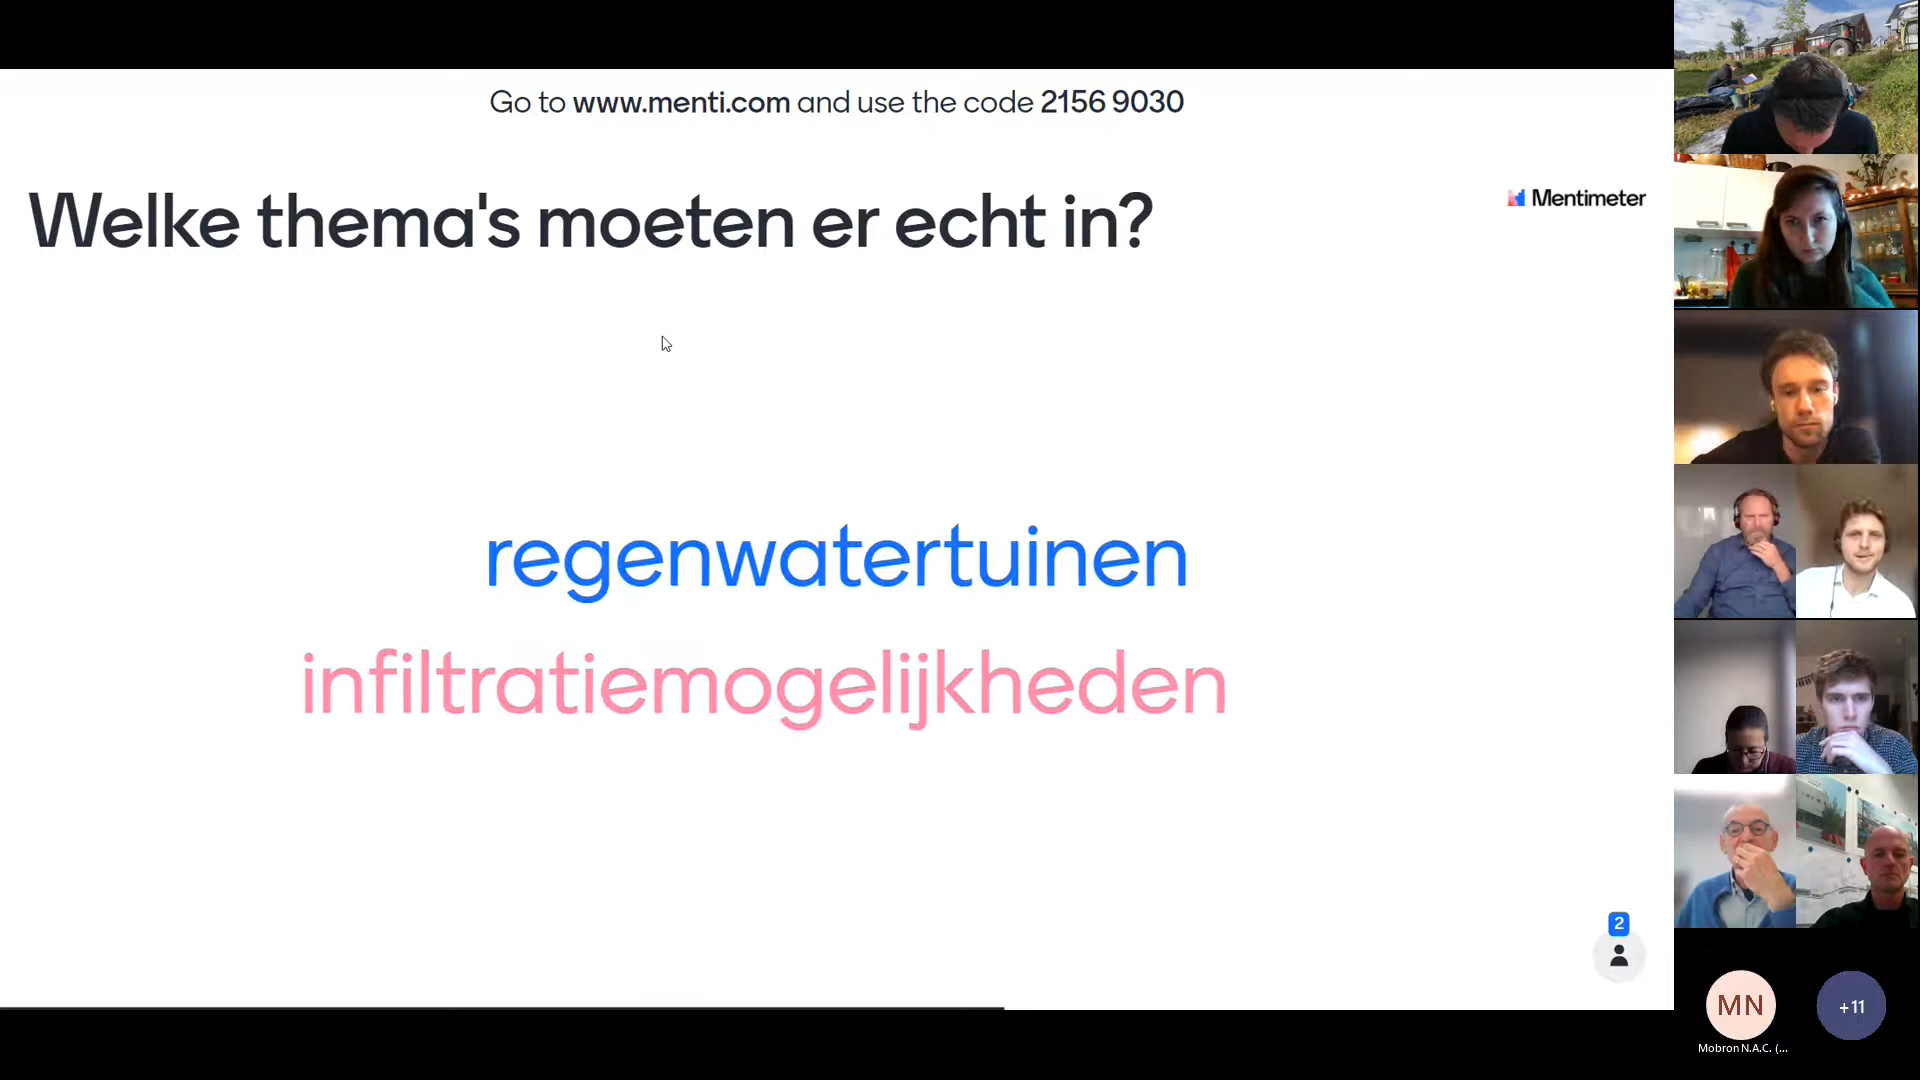 Go to www.menti.com and use the code 2156 9030
Welke thema's moeten er echt in?
Mentimeter
regenwatertuinen
infiltratiemogelijkheden
2
MN
+11
Mobron N.A.C. (...